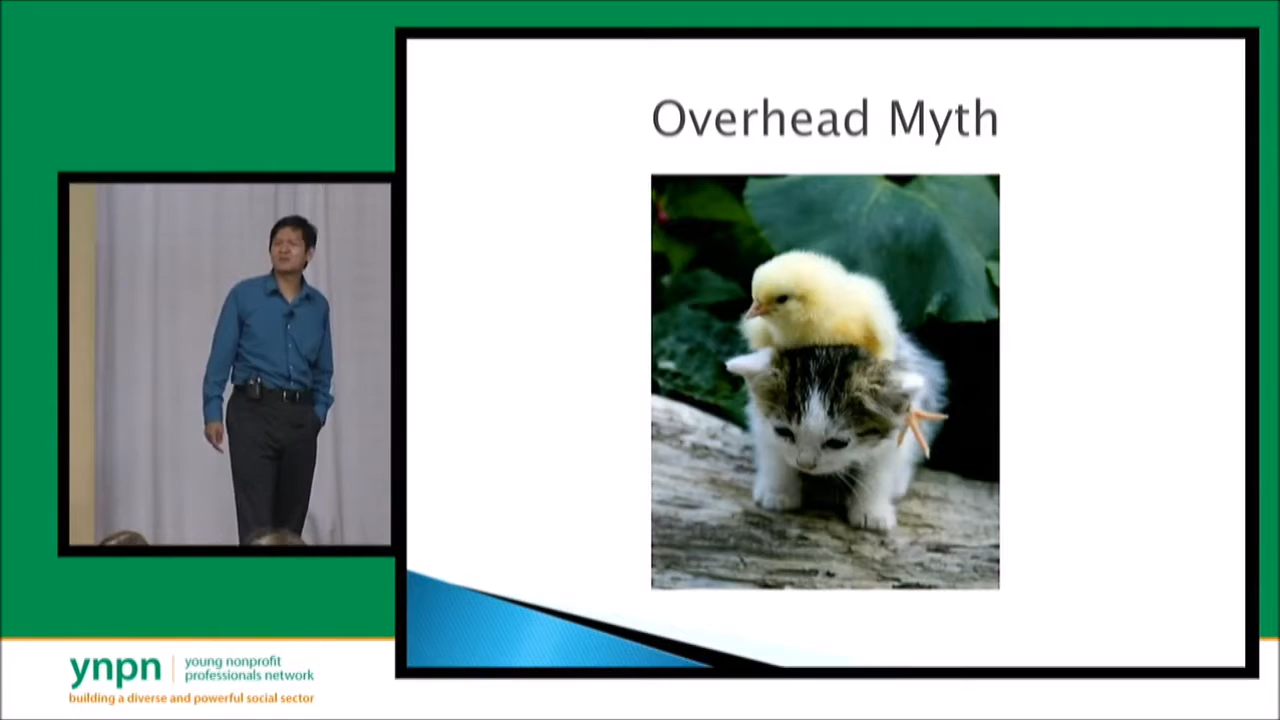 Overhead Myth
ynpn
young nonprofit
professionals network
building a diverse and powerful social sector